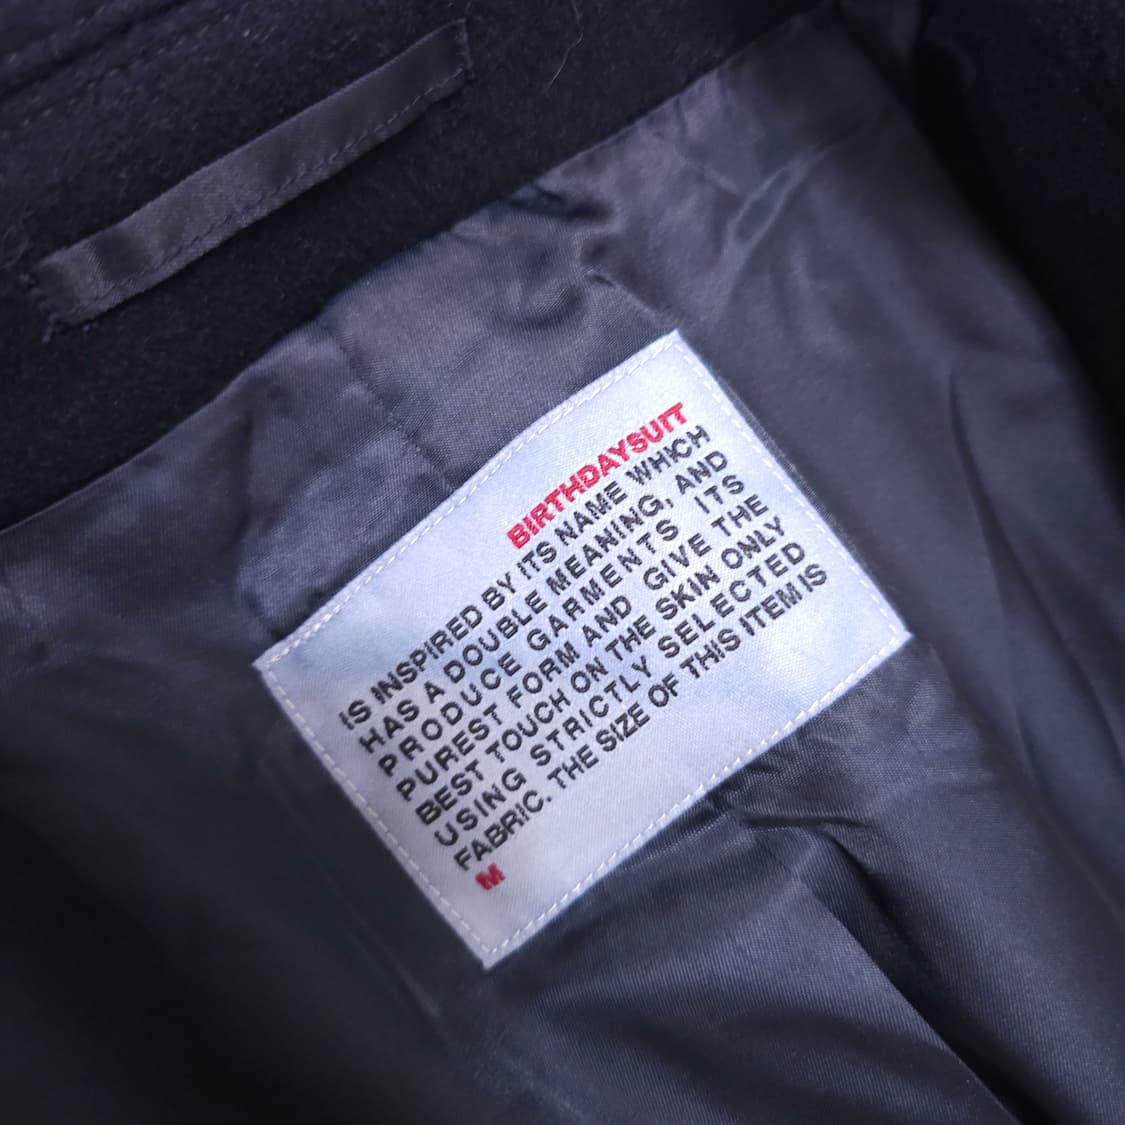 BIRTHDAYSUIT
IS INSPIRED BY ITS NAME WHICH
HAS A DOUBLE MEANING, AND
PRODUCE GARMENTS ITS
PUREST FORM AND GIVE THE
BEST TOUCH ON THE SKIN ONLY
USING STRICTLY SELECTED
FABRIC. THE SIZE OF THIS ITEM IS
M